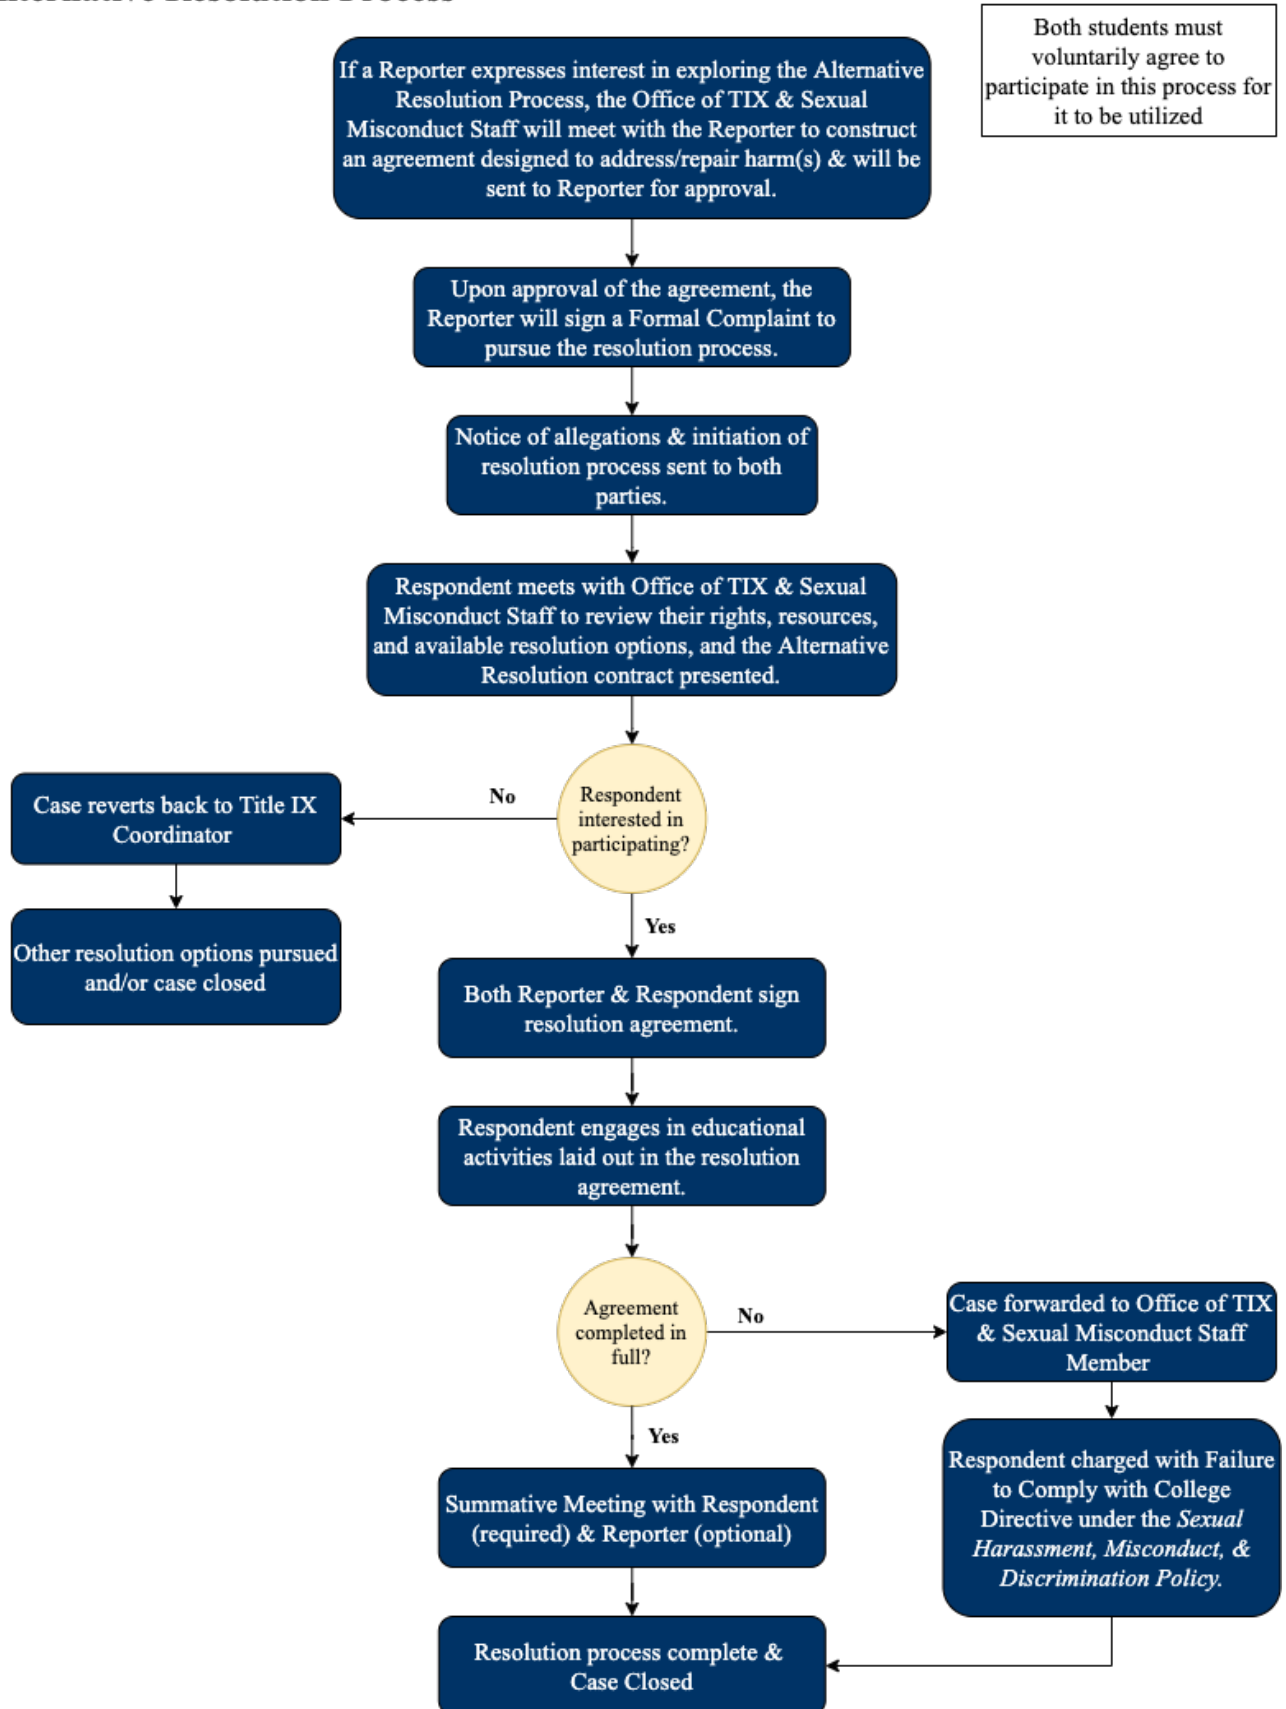 Alternative Resolution Process
Both students must
voluntarily agree to
participate in this process for
it to be utilized
If a Reporter expresses interest in exploring the Alternative
Resolution Process, the Office of TIX & Sexual
Misconduct Staff will meet with the Reporter to construct
an agreement designed to address/repair harm(s) & will be
sent to Reporter for approval.
Upon approval of the agreement, the
Reporter will sign a Formal Complaint to
pursue the resolution process.
Notice of allegations & initiation of
resolution process sent to both
parties.
Respondent meets with Office of TIX & Sexual
Misconduct Staff to review their rights, resources,
and available resolution options, and the Alternative
Resolution contract presented.
Respondent
interested in
participating?
No
Case reverts back to Title IX
Coordinator
Other resolution options pursued
and/or case closed
Yes
Both Reporter & Respondent sign
resolution agreement.
Respondent engages in educational
activities laid out in the resolution
agreement.
Agreement
completed in
full?
No
Case forwarded to Office of TIX
& Sexual Misconduct Staff
Member
Respondent charged with Failure
to Comply with College
Directive under the Sexual
Harassment, Misconduct, &
Discrimination Policy.
Yes
Summative Meeting with Respondent
(required) & Reporter (optional)
Resolution process complete &
Case Closed